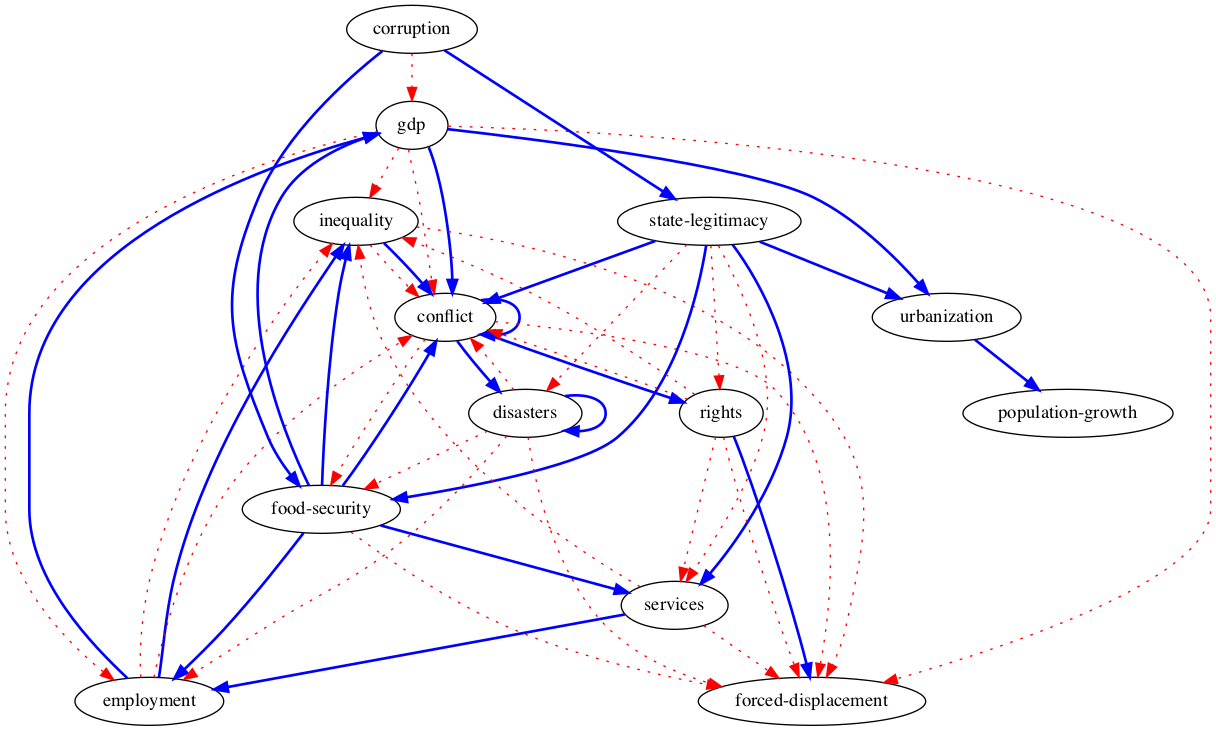 corruption
gdp
inequality
state-legitimacy
conflict
urbanization
disasters
rights
population-growth
food-security
services
employment
forced-displacement